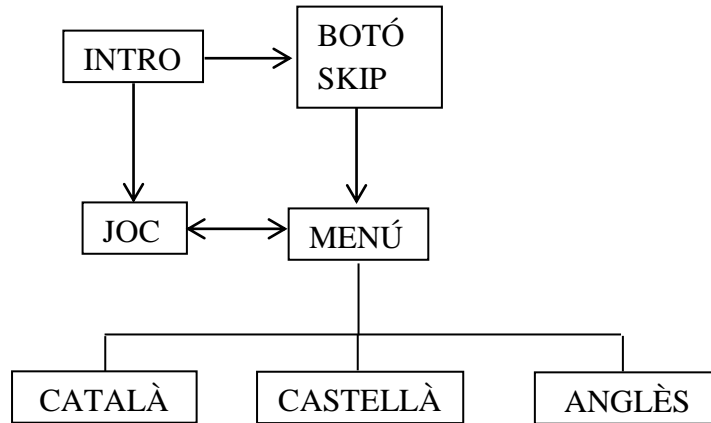 INTRO
BOTÓ
SKIP
JOC
MENÚ
CATALÀ
CASTELLÀ
ANGLÈS